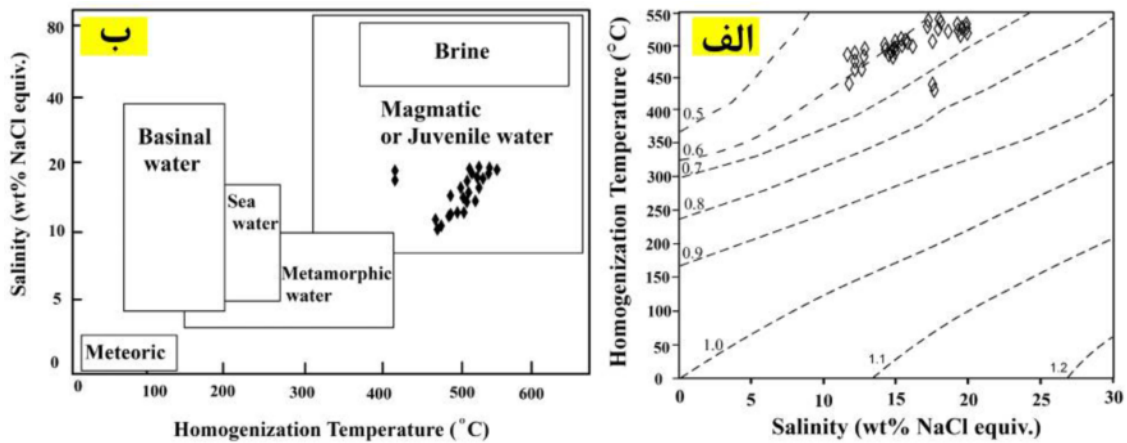 ب
Salinity (wt% NaCl equiv.)
80
40
20
10
5
0
Brine
Magmatic
or Juvenile water
Basinal
water
Sea
water
Metamorphic
water
Meteoric
0
100
200
300
400
500
600
Homogenization Temperature (°C)
الف
Homogenization Temperature (°C)
550
500
450
400
350
300
250
200
150
100
50
0
0.5
0.6
0.7
0.8
0.9
1.0
1.1
1.2
0
5
10
15
20
25
30
Salinity (wt% NaCl equiv.)